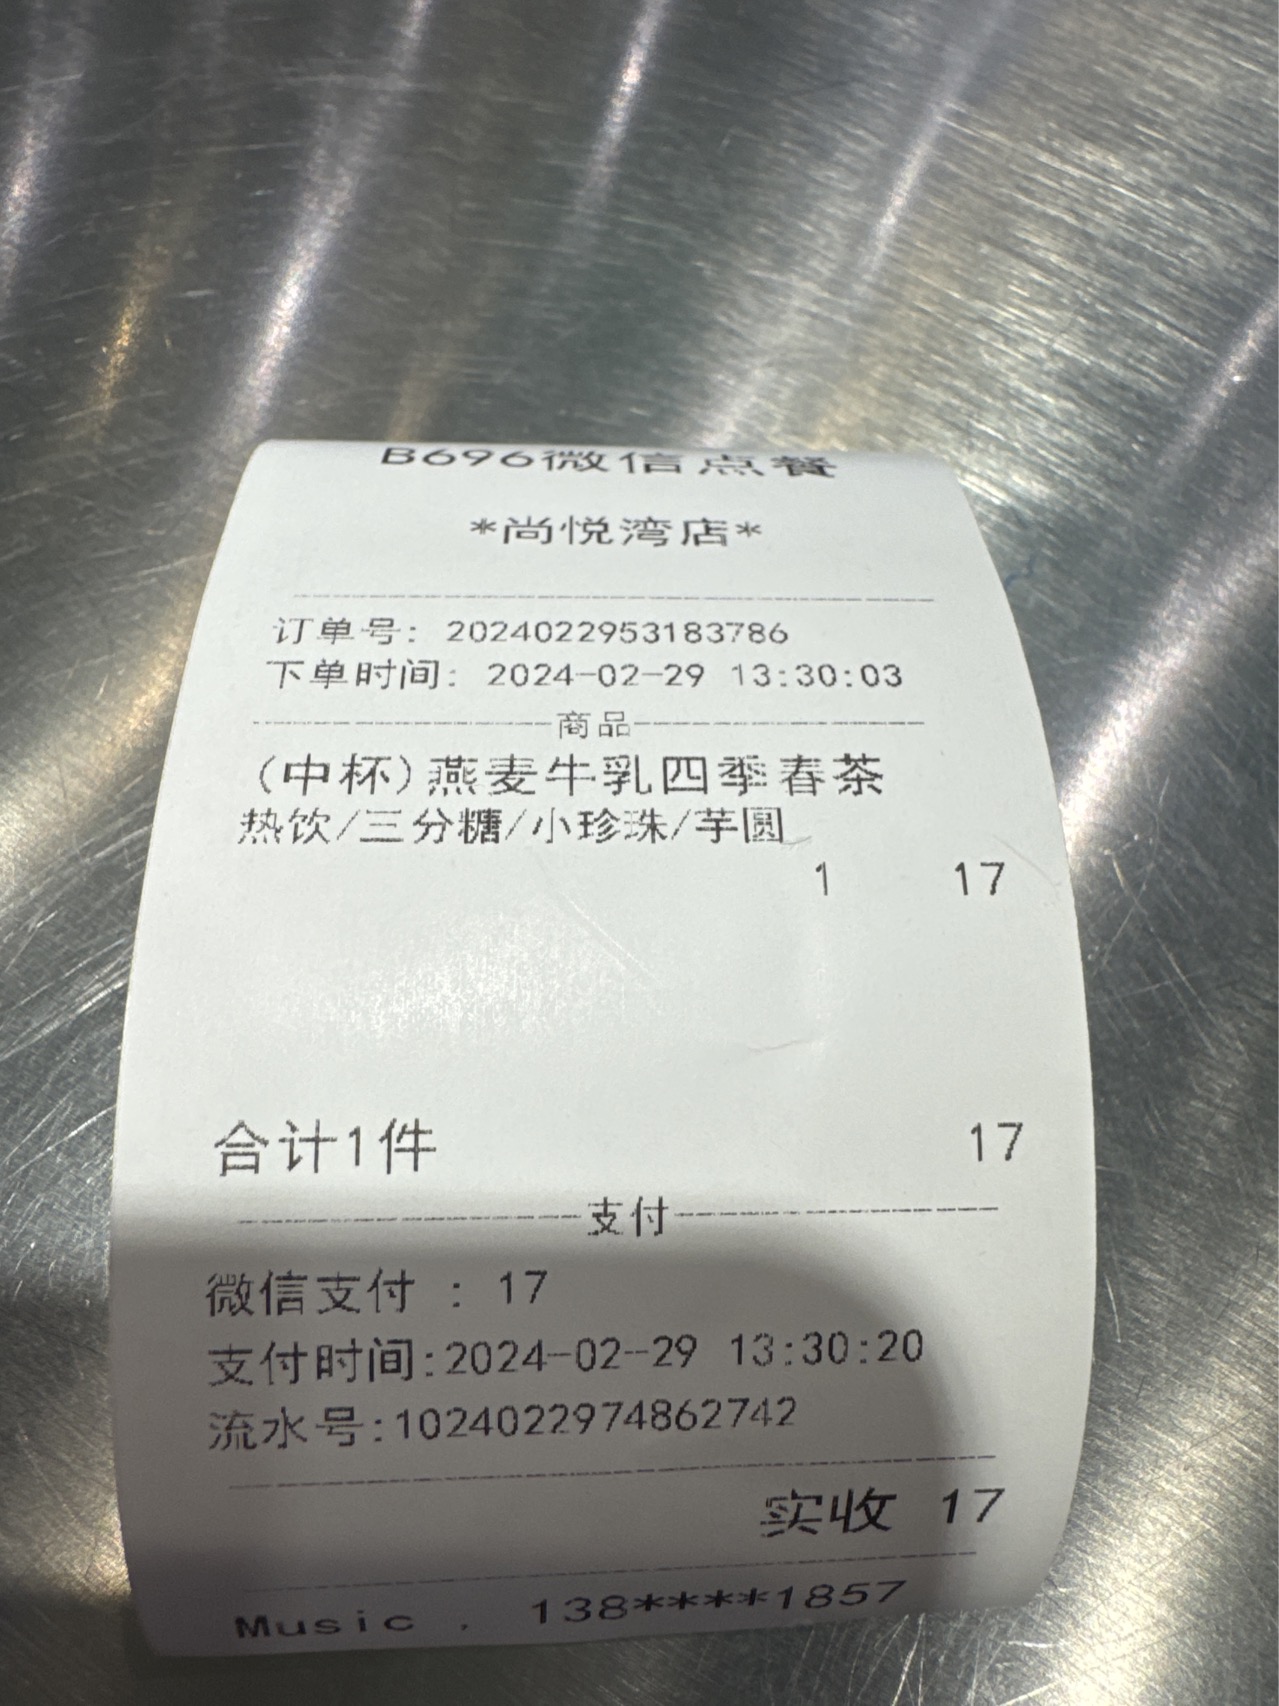 B696微信点餐
*尚悦湾店*
订单号: 2024022953183786
下单时间: 2024-02-29 13:30:03
商品
(中杯)燕麦牛乳四季春茶
热饮/三分糖/小珍珠/芋圆
1 17
合计1件 17
支付
微信支付 : 17
支付时间:2024-02-29 13:30:20
流水号:1024022974862742
实收 17
Music . 138****1857